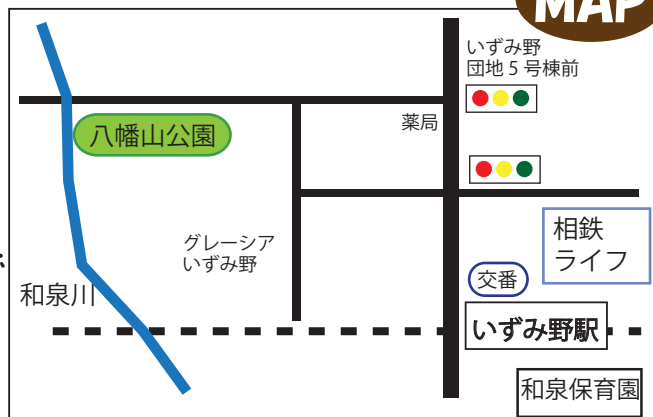 MAP
いずみ野
団地5号棟前
薬局
八幡山公園
グレーシア
いずみ野
相鉄
ライフ
交番
和泉川
いずみ野駅
和泉保育園